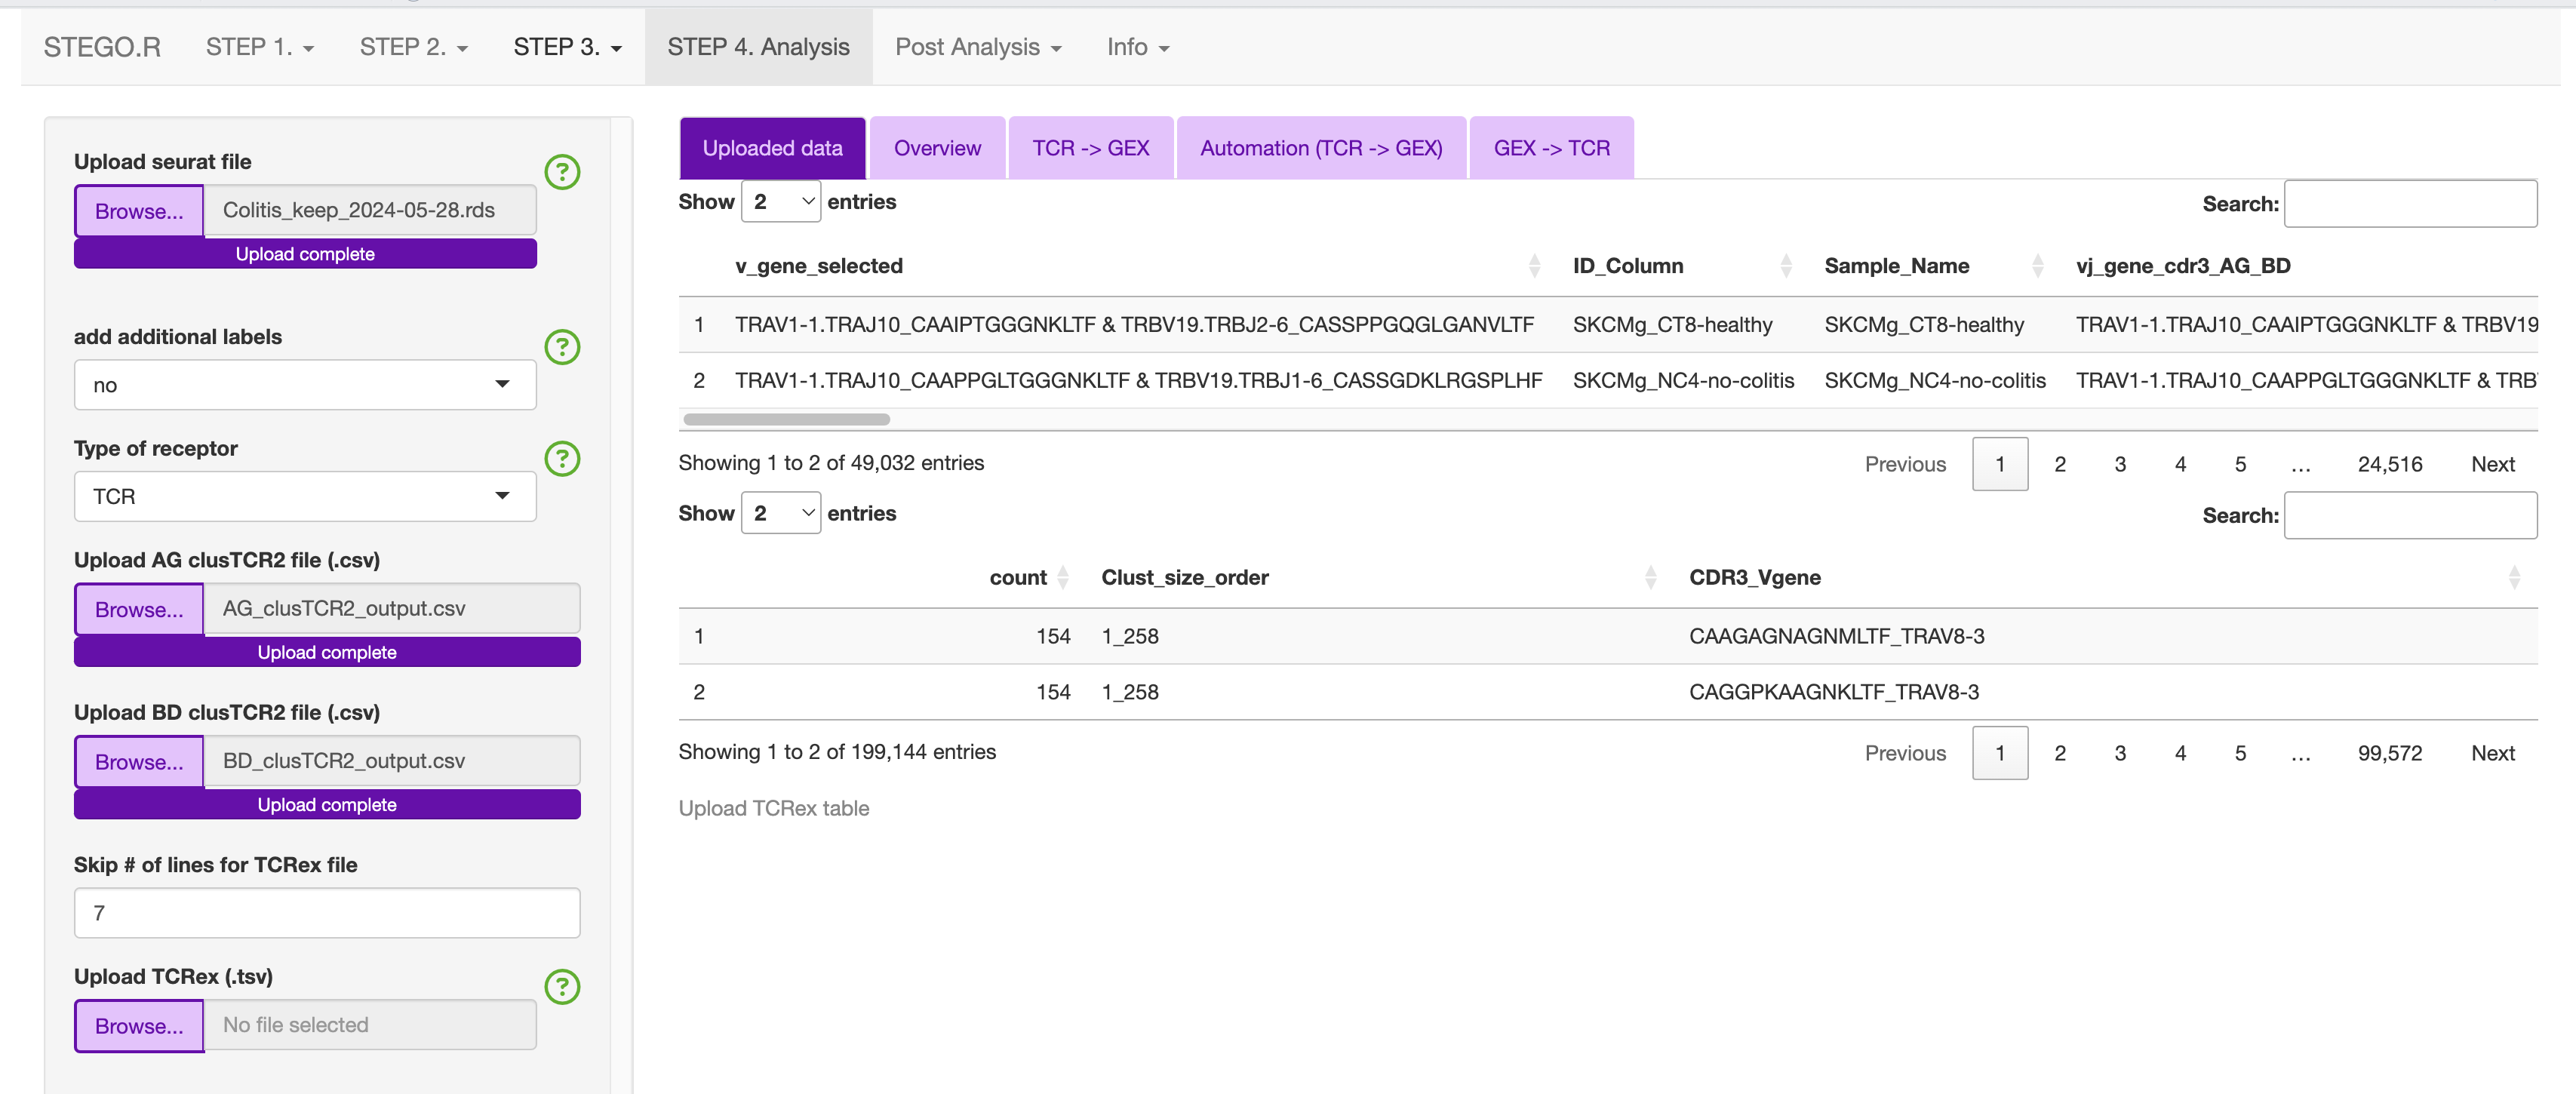 STEGO.R STEP 1. STEP 2. STEP 3. STEP 4. Analysis Post Analysis Info
Upload seurat file
Browse... Colitis_keep_2024-05-28.rds
Upload complete
add additional labels
no
Type of receptor
TCR
Upload AG clusTCR2 file (.csv)
Browse... AG_clusTCR2_output.csv
Upload complete
Upload BD clusTCR2 file (.csv)
Browse... BD_clusTCR2_output.csv
Upload complete
Skip # of lines for TCRex file
7
Upload TCRex (.tsv)
Browse... No file selected
Uploaded data Overview TCR -> GEX Automation (TCR -> GEX) GEX -> TCR
Show 2 entries Search:
v_gene_selected ID_Column Sample_Name vj_gene_cdr3_AG_BD
1 TRAV1-1.TRAJ10_CAAIPTGGGNKLTF & TRBV19.TRBJ2-6_CASSPPGQGLGANVLTF SKCMg_CT8-healthy SKCMg_CT8-healthy TRAV1-1.TRAJ10_CAAIPTGGGNKLTF & TRBV19
2 TRAV1-1.TRAJ10_CAAPPGLTGGGNKLTF & TRBV19.TRBJ1-6_CASSGDKLRGSPLHF SKCMg_NC4-no-colitis SKCMg_NC4-no-colitis TRAV1-1.TRAJ10_CAAPPGLTGGGNKLTF & TRB
Showing 1 to 2 of 49,032 entries Previous 1 2 3 4 5 ... 24,516 Next
Show 2 entries Search:
count Clust_size_order CDR3_Vgene
1 154 1_258 CAAGAGNAGNMLTF_TRAV8-3
2 154 1_258 CAGGPKAAGNKLTF_TRAV8-3
Showing 1 to 2 of 199,144 entries Previous 1 2 3 4 5 ... 99,572 Next
Upload TCRex table